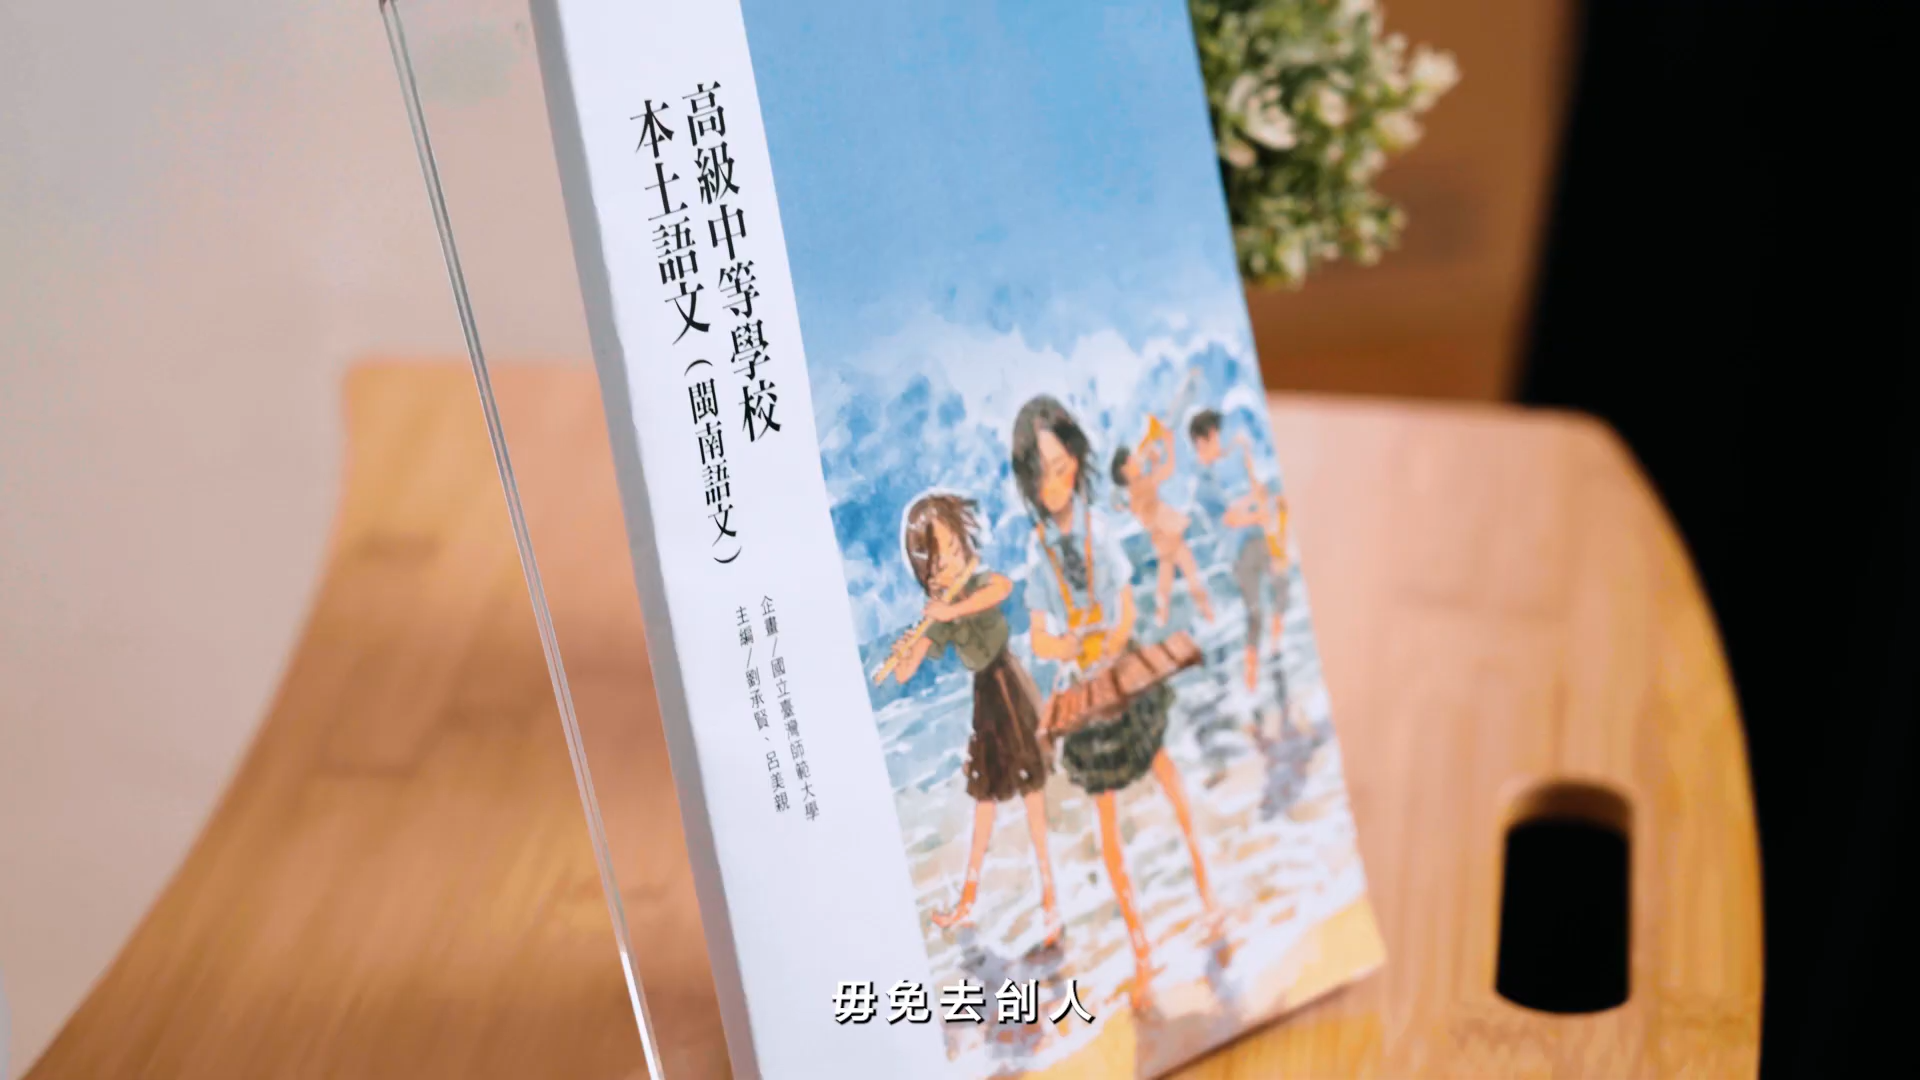 高級中等學校
本土語文（閩南語文）
企畫/國立臺灣師範大學
主編/劉承賢、呂美親
毋免去刣人